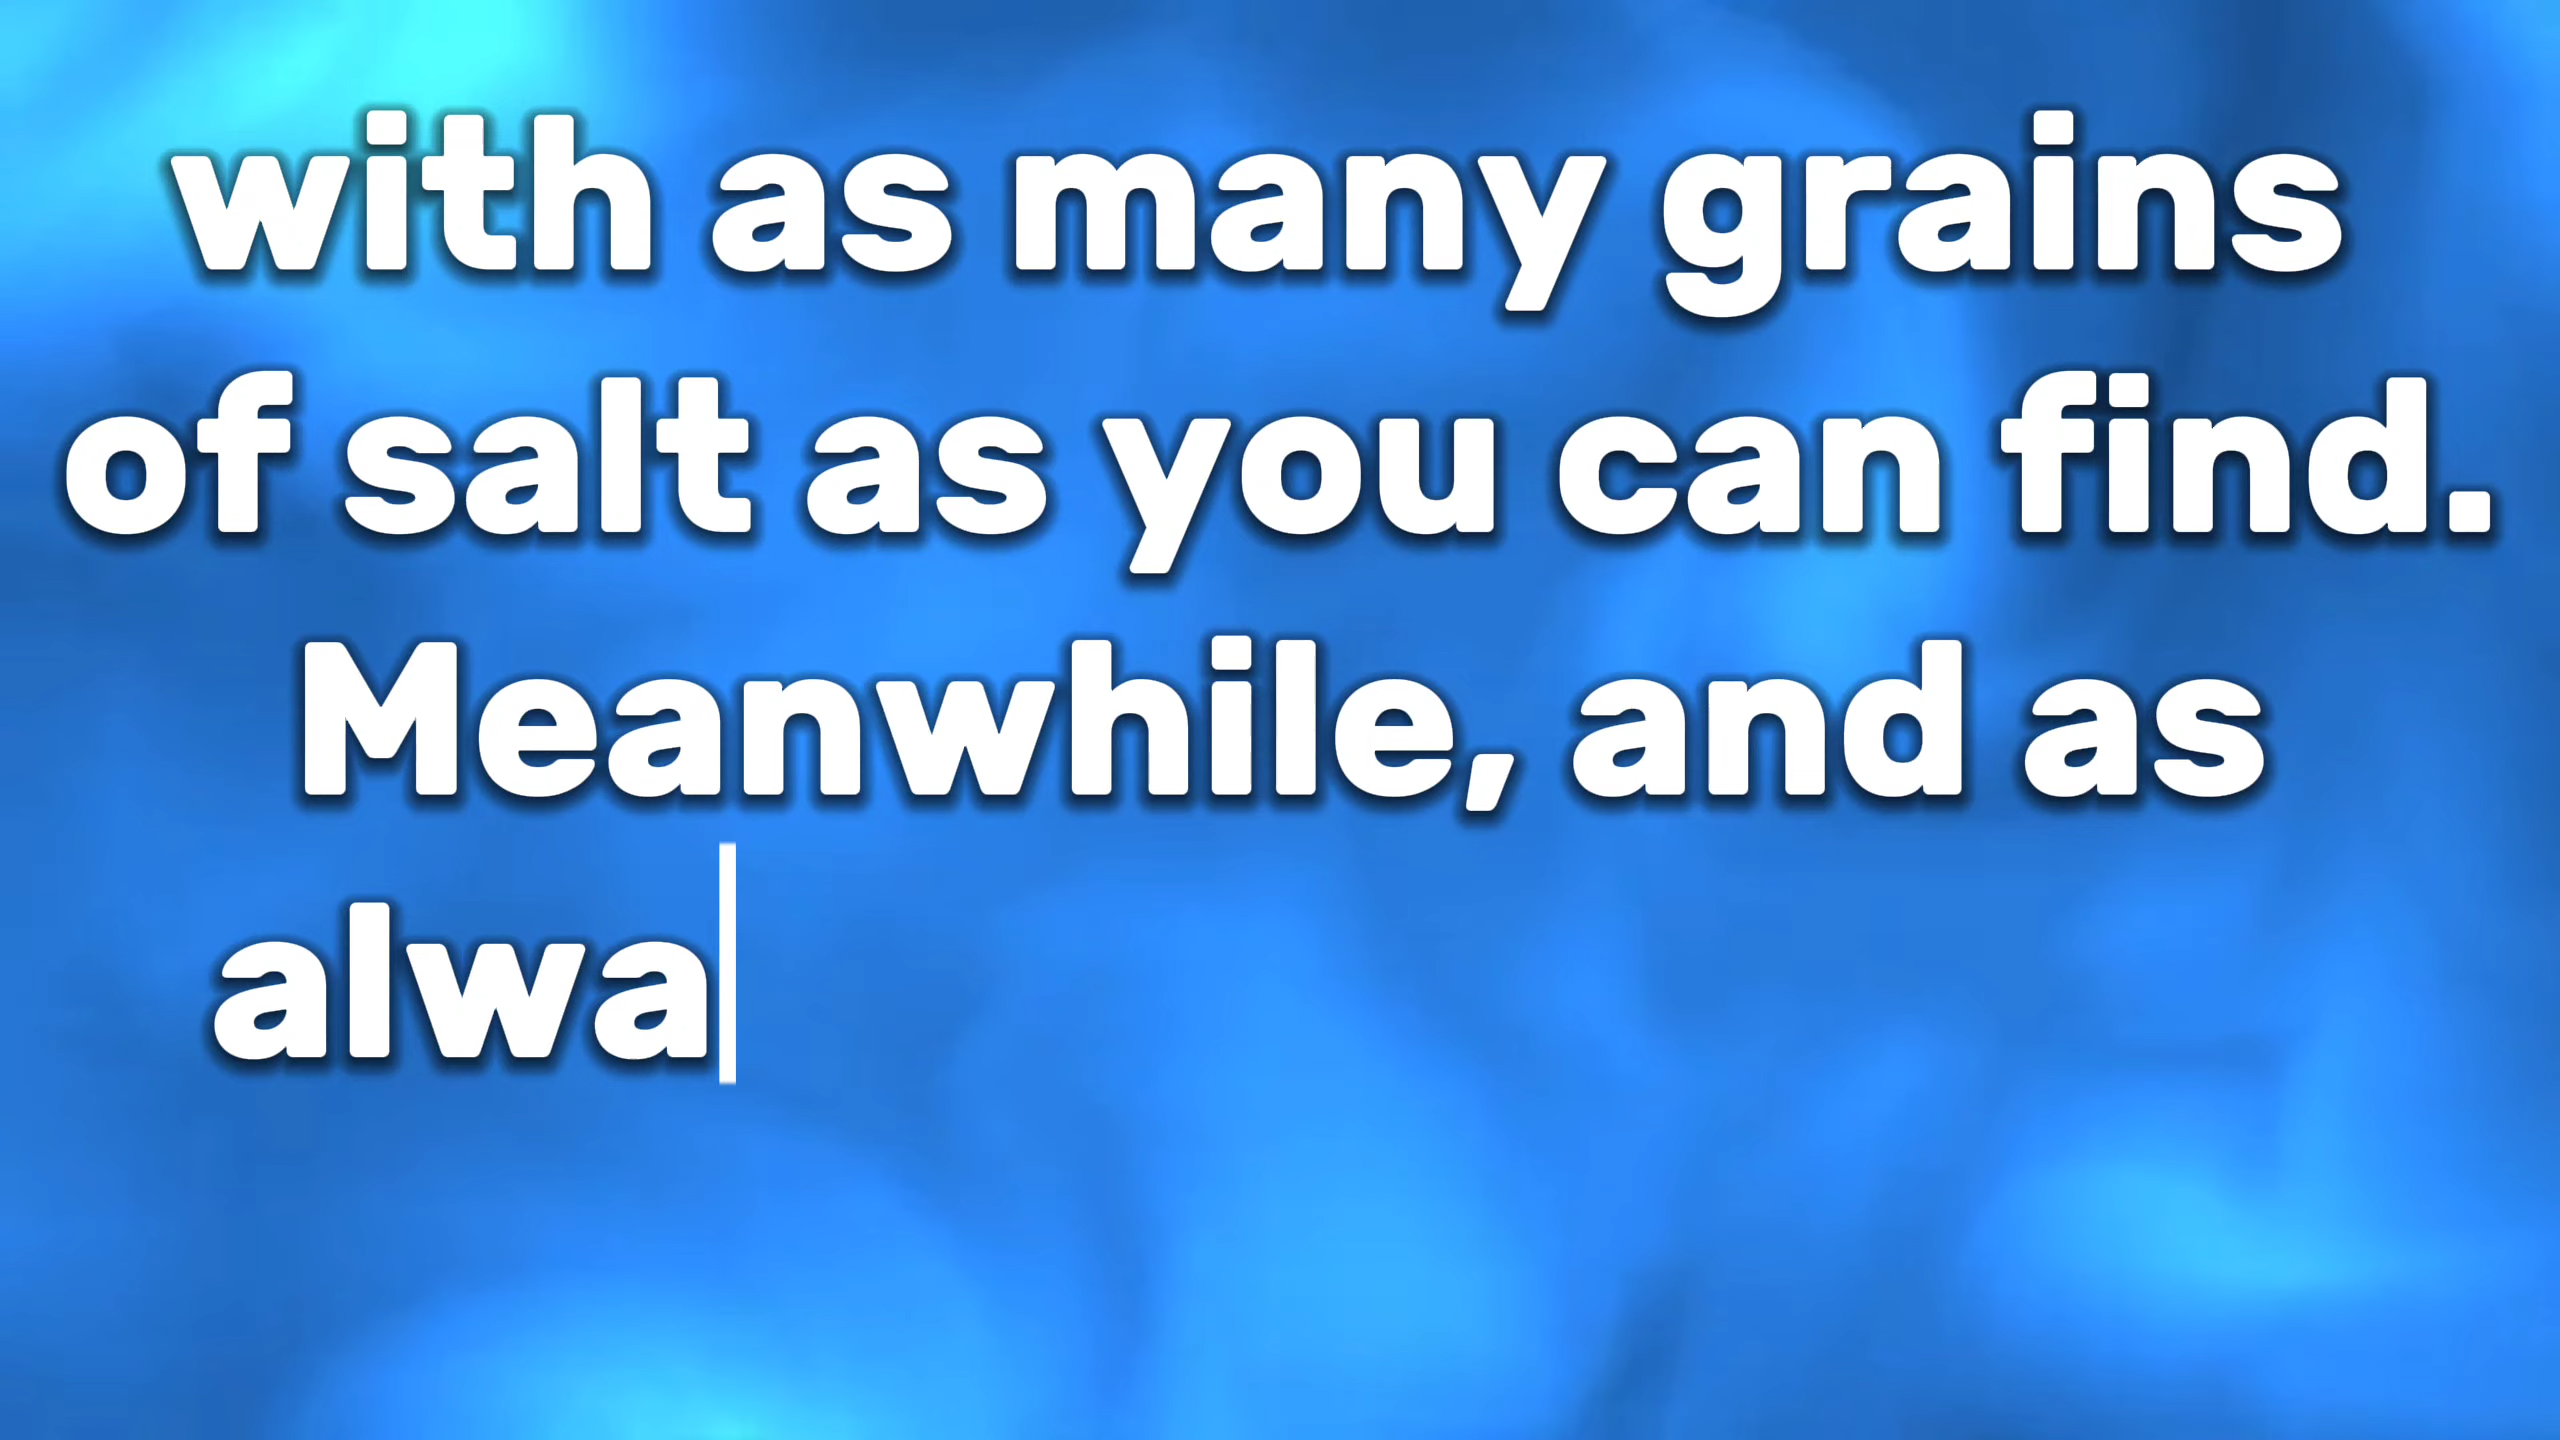 with as many grains
of salt as you can find.
Meanwhile, and as
alwa